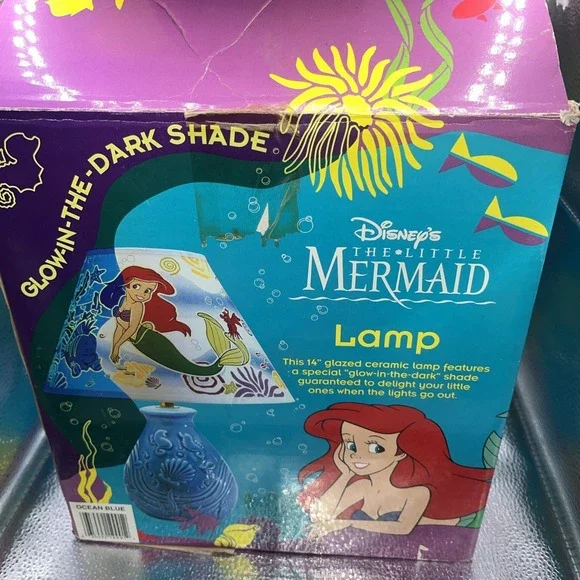 GLOW-IN-THE-DARK SHADE
Disney's
THE•LITTLE
MERMAID
Lamp
This 14" glazed ceramic lamp features
a special "glow-in-the-dark" shade
guaranteed to delight your little
ones when the lights go out.
OCEAN BLUE